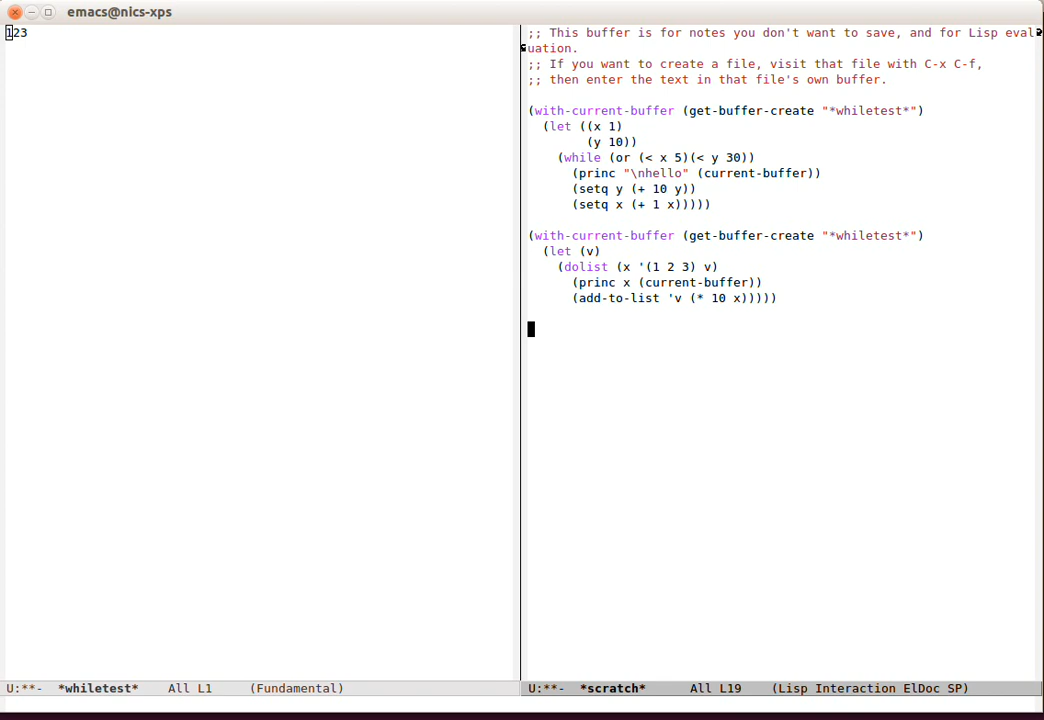 emacs@nics-xps
123
;; This buffer is for notes you don't want to save, and for Lisp eval
uation.
;; If you want to create a file, visit that file with C-x C-f,
;; then enter the text in that file's own buffer.
(with-current-buffer (get-buffer-create "*whiletest*")
  (let ((x 1)
        (y 10))
    (while (or (< x 5)(< y 30))
      (princ "\nhello" (current-buffer))
      (setq y (+ 10 y))
      (setq x (+ 1 x)))))
(with-current-buffer (get-buffer-create "*whiletest*")
  (let (v)
    (dolist (x '(1 2 3) v)
      (princ x (current-buffer))
      (add-to-list 'v (* 10 x)))))
U:**-  *whiletest*    All L1     (Fundamental)
U:**-  *scratch*      All L19    (Lisp Interaction ElDoc SP)